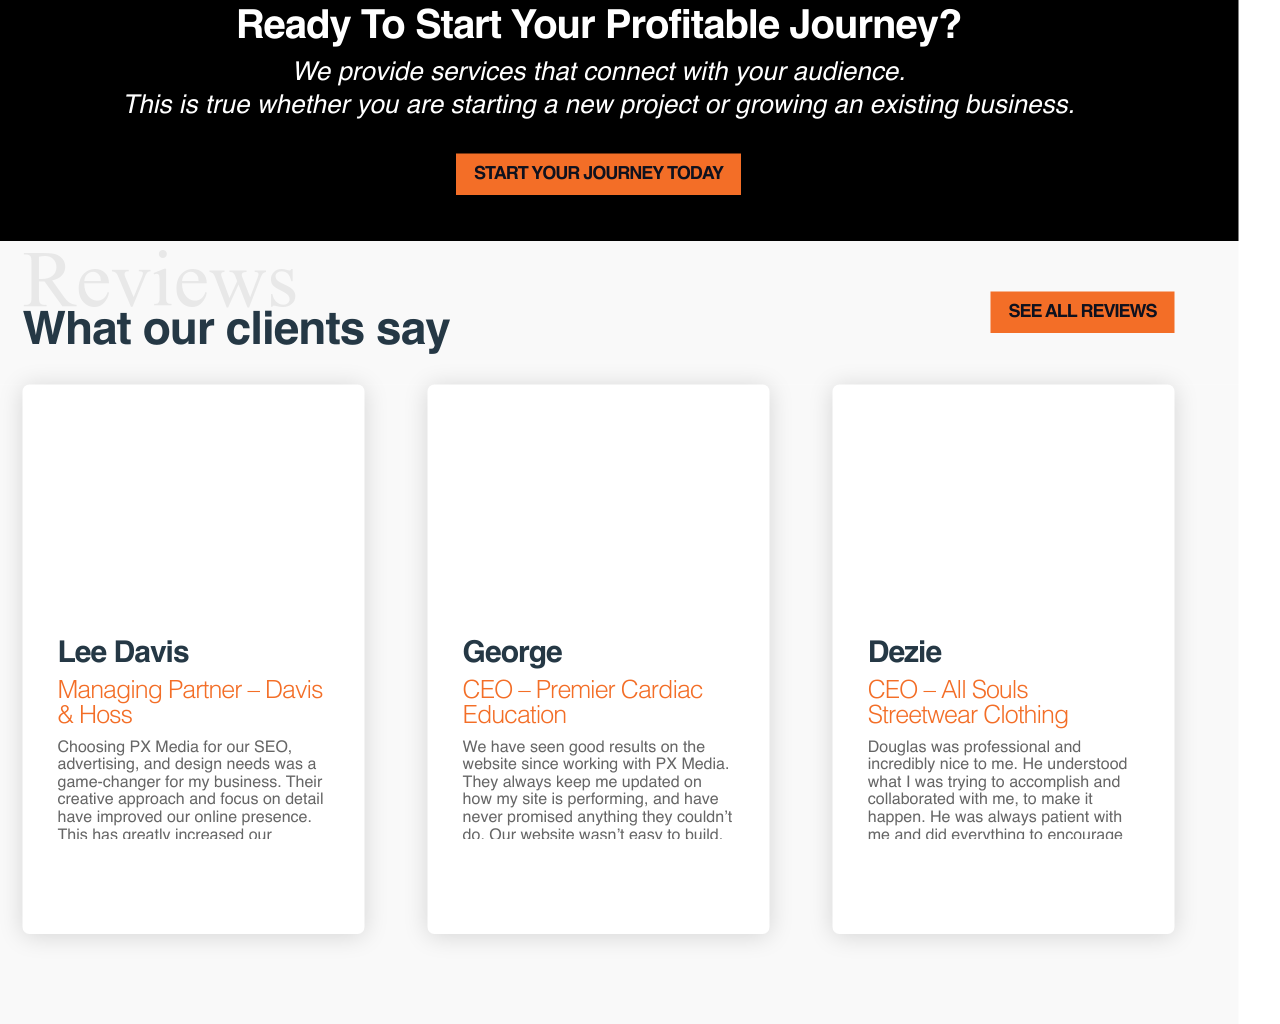 Ready To Start Your Profitable Journey?
We provide services that connect with your audience.
This is true whether you are starting a new project or growing an existing business.
START YOUR JOURNEY TODAY
Reviews
What our clients say
SEE ALL REVIEWS
Lee Davis
Managing Partner – Davis
& Hoss
Choosing PX Media for our SEO,
advertising, and design needs was a
game-changer for my business. Their
creative approach and focus on detail
have improved our online presence.
This has greatly increased our
George
CEO – Premier Cardiac
Education
We have seen good results on the
website since working with PX Media.
They always keep me updated on
how my site is performing, and have
never promised anything they couldn’t
do. Our website wasn’t easy to build,
Dezie
CEO – All Souls
Streetwear Clothing
Douglas was professional and
incredibly nice to me. He understood
what I was trying to accomplish and
collaborated with me, to make it
happen. He was always patient with
me and did everything to encourage